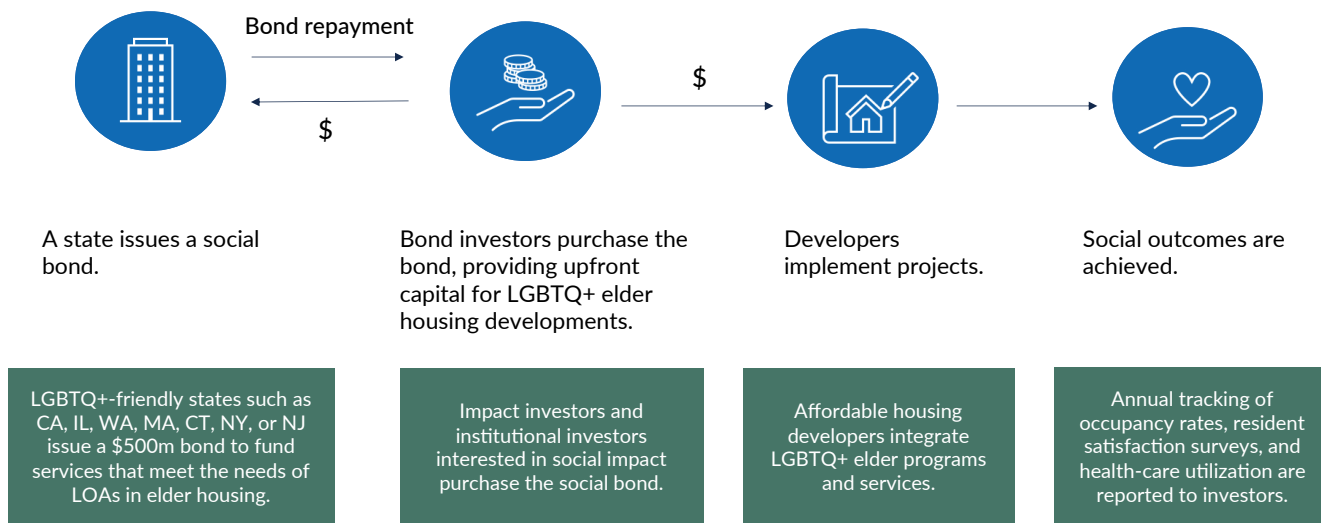 Bond repayment
$
$
A state issues a social
bond.
Bond investors purchase the
bond, providing upfront
capital for LGBTQ+ elder
housing developments.
Developers
implement projects.
Social outcomes are
achieved.
LGBTQ+-friendly states such as
CA, IL, WA, MA, CT, NY, or NJ
issue a $500m bond to fund
services that meet the needs of
LOAs in elder housing.
Impact investors and
institutional investors
interested in social impact
purchase the social bond.
Affordable housing
developers integrate
LGBTQ+ elder programs
and services.
Annual tracking of
occupancy rates, resident
satisfaction surveys, and
health-care utilization are
reported to investors.